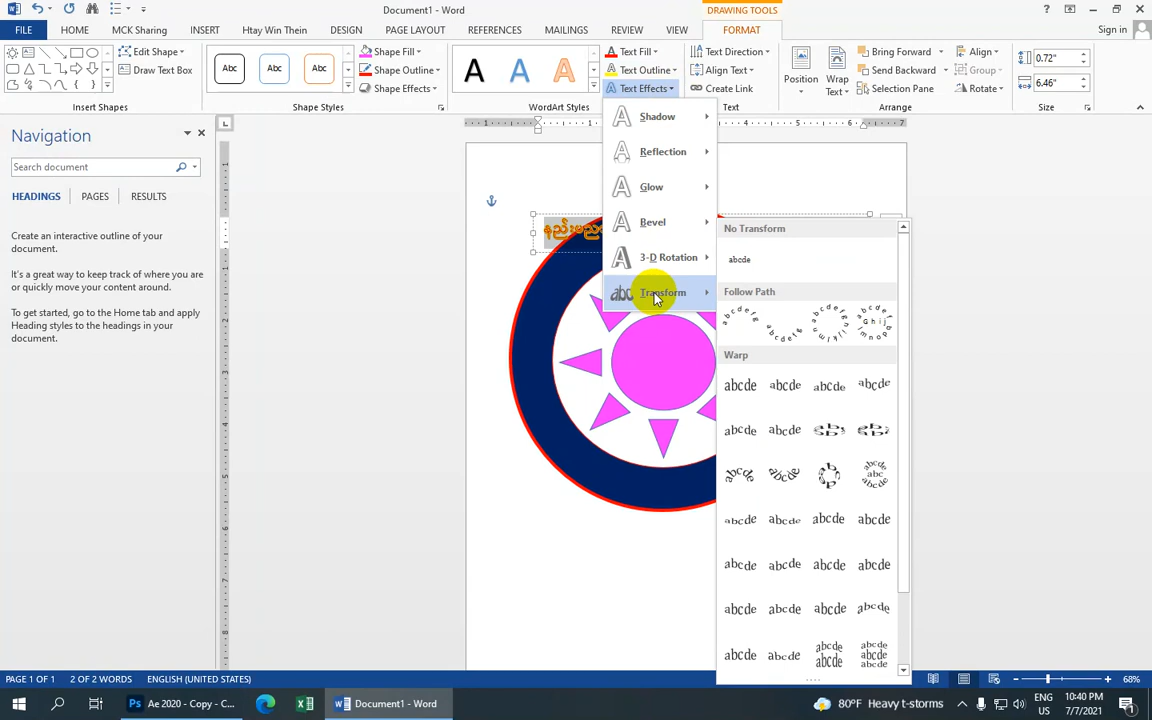 Document1 - Word
DRAWING TOOLS
FILE
HOME
MCK Sharing
INSERT
Htay Win Thein
DESIGN
PAGE LAYOUT
REFERENCES
MAILINGS
REVIEW
VIEW
FORMAT
Sign in
Edit Shape
Draw Text Box
Insert Shapes
Abc
Abc
Abc
Shape Fill
Shape Outline
Shape Effects
Shape Styles
A
A
A
WordArt Styles
Text Fill
Text Outline
Text Effects
Text Direction
Align Text
Create Link
Text
Position
Wrap
Text
Bring Forward
Send Backward
Selection Pane
Align
Group
Rotate
Arrange
0.72"
6.46"
Size
Navigation
Search document
HEADINGS
PAGES
RESULTS
Create an interactive outline of your
document.
It's a great way to keep track of where you are
or quickly move your content around.
To get started, go to the Home tab and apply
Heading styles to the headings in your
document.
Shadow
Reflection
Glow
Bevel
3-D Rotation
Transform
No Transform
abcde
Follow Path
Warp
abcde abcde abcde abcde
abcde abcde
abcde abcde
abcde abcde abcde abcde
abcde abcde abcde abcde
abcde abcde abcde abcde
abcde abcde
PAGE 1 OF 1
2 OF 2 WORDS
ENGLISH (UNITED STATES)
68%
Ae 2020 - Copy - C...
Document1 - Word
80°F Heavy t-storms
ENG
US
10:40 PM
7/7/2021